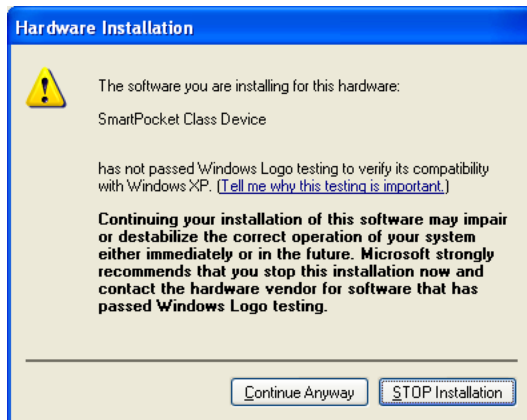 Hardware Installation
The software you are installing for this hardware:
SmartPocket Class Device
has not passed Windows Logo testing to verify its compatibility
with Windows XP. (Tell me why this testing is important.)
Continuing your installation of this software may impair
or destabilize the correct operation of your system
either immediately or in the future. Microsoft strongly
recommends that you stop this installation now and
contact the hardware vendor for software that has
passed Windows Logo testing.
Continue Anyway
STOP Installation